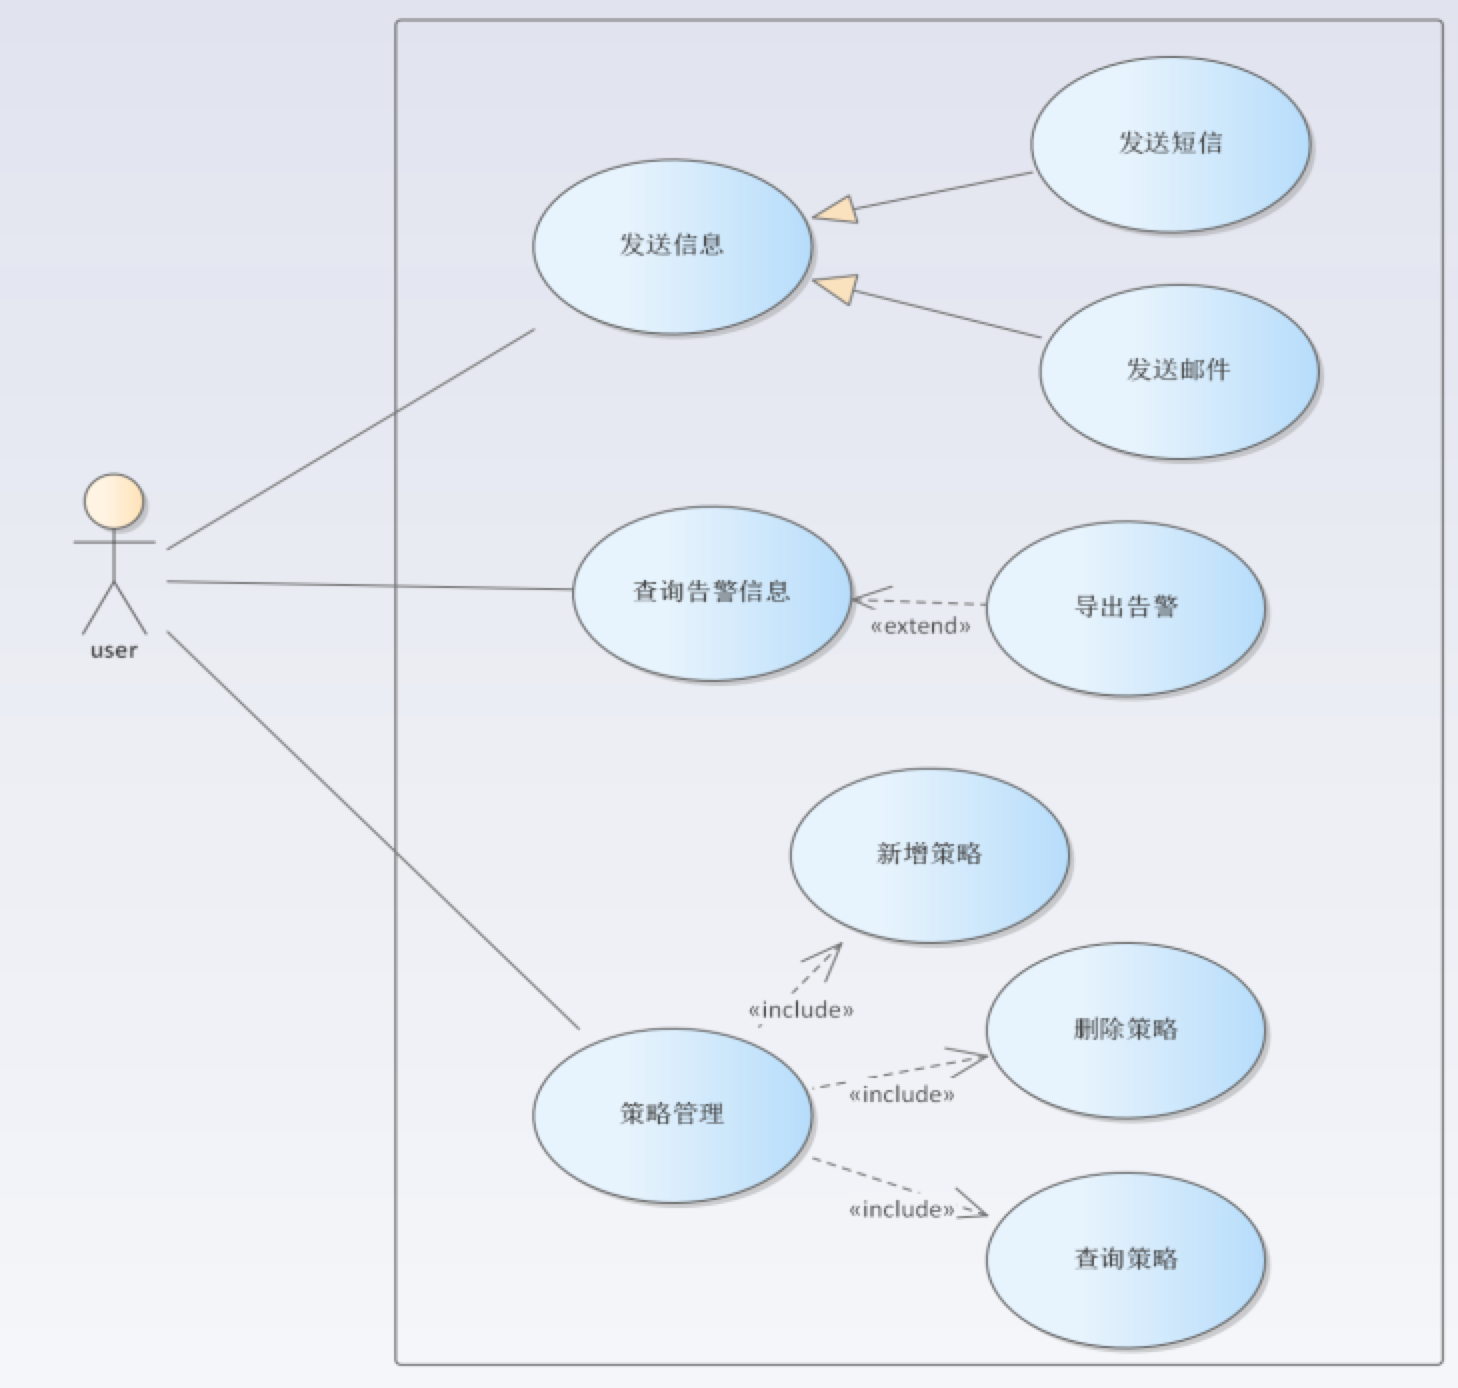 发送短信
发送信息
发送邮件
user
查询告警信息
导出告警
«extend»
新增策略
«include»
删除策略
«include»
策略管理
«include»
查询策略